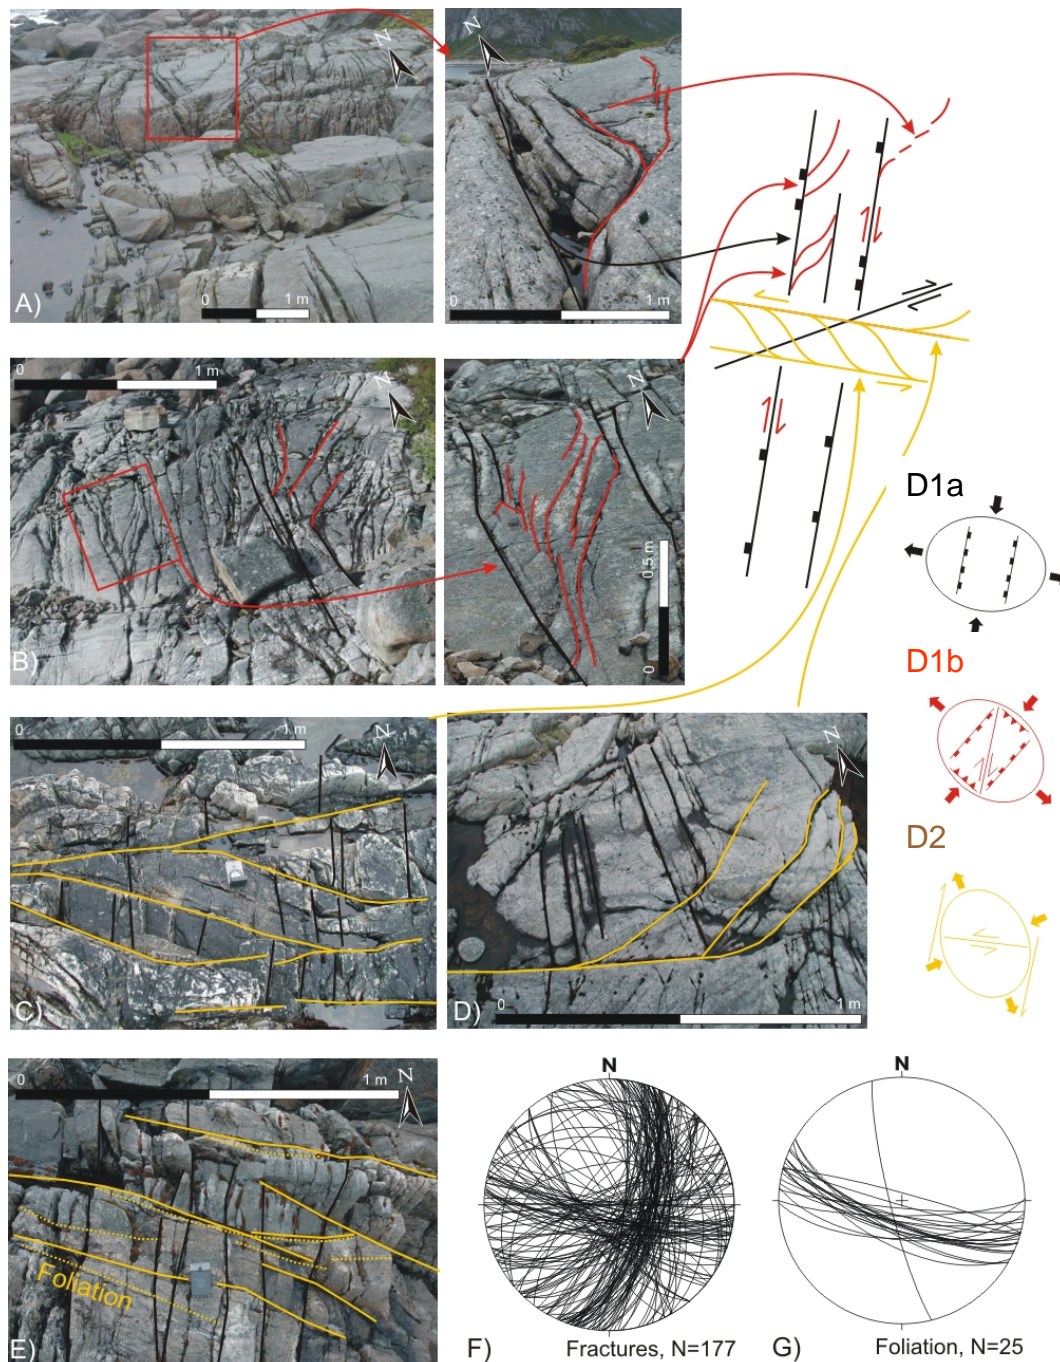 N
N
A)
0 1 m
0 1 m
0 1 m
N
N
B)
0 0.5 m
D1a
D1b
D2
0 1 m
N
C)
N
D)
0 1 m
0 1 m
N
Foliation
E)
N
F) Fractures, N=177
N
G) Foliation, N=25